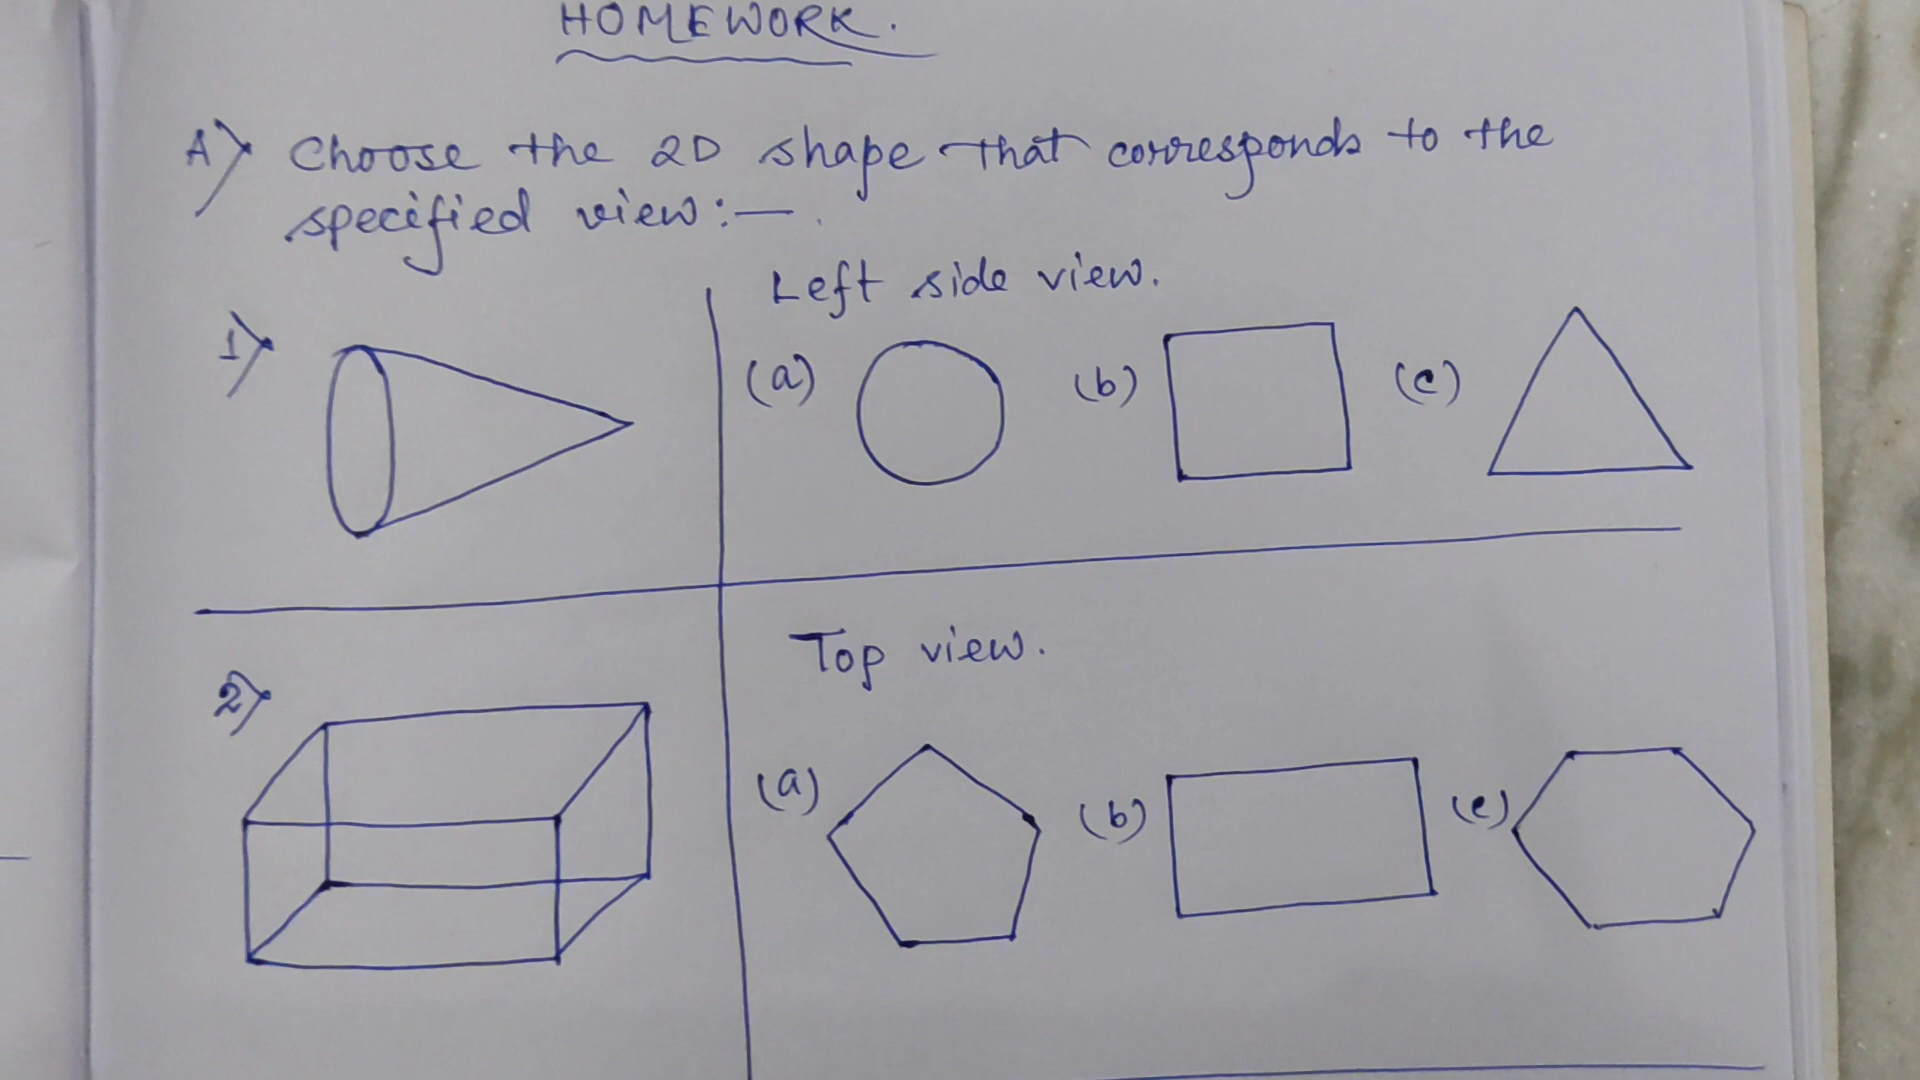 HOMEWORK.
A) Choose the 2D shape that corresponds to the
specified view:—.
Left side view.
1)
(a) (b) (c)
Top view.
2)
(a) (b) (c)